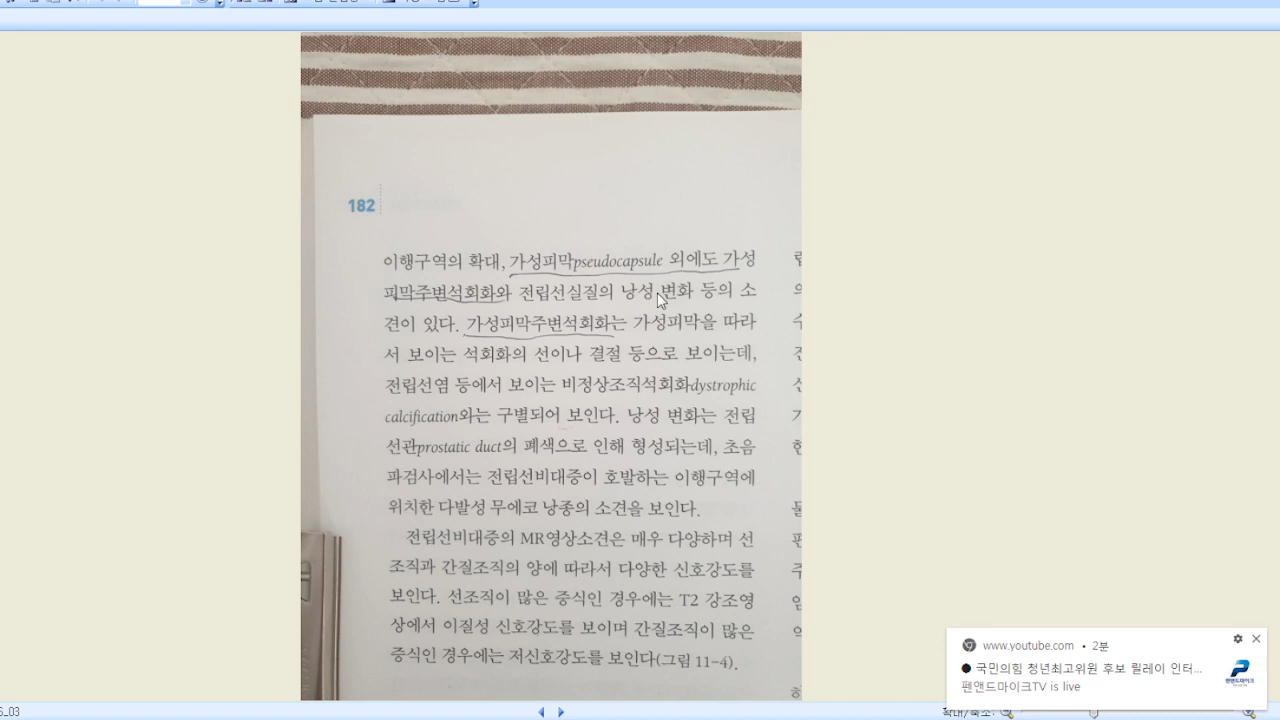 182
이행구역의 확대, 가성피막pseudocapsule 외에도 가성
피막주변석회화와 전립선실질의 낭성 변화 등의 소
견이 있다. 가성피막주변석회화는 가성피막을 따라
서 보이는 석회화의 선이나 결절 등으로 보이는데,
전립선염 등에서 보이는 비정상조직석회화dystrophic
calcification와는 구별되어 보인다. 낭성 변화는 전립
선관prostatic duct의 폐색으로 인해 형성되는데, 초음
파검사에서는 전립선비대증이 호발하는 이행구역에
위치한 다발성 무에코 낭종의 소견을 보인다.
전립선비대증의 MR영상소견은 매우 다양하며 선
조직과 간질조직의 양에 따라서 다양한 신호강도를
보인다. 선조직이 많은 증식인 경우에는 T2 강조영
상에서 이질성 신호강도를 보이며 간질조직이 많은
증식인 경우에는 저신호강도를 보인다(그림 11-4).
www.youtube.com • 2분
국민의힘 청년최고위원 후보 릴레이 인터...
펜앤드마이크TV is live
펜앤드마이크
확대/축소: